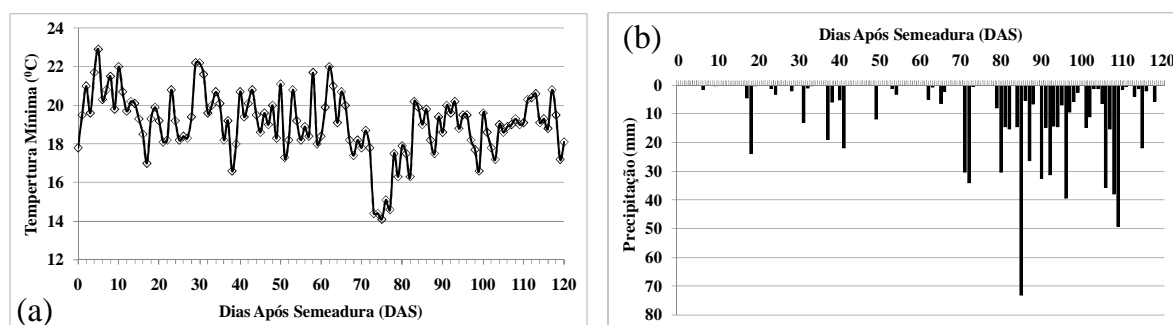 24
22
20
18
16
14
12
Tempertura Mínima (ºC)
0 10 20 30 40 50 60 70 80 90 100 110 120
Dias Após Semeadura (DAS)
(a)
(b)
Dias Após Semeadura (DAS)
0 10 20 30 40 50 60 70 80 90 100 110 120
0
10
20
30
40
50
60
70
80
Precipitação (mm)